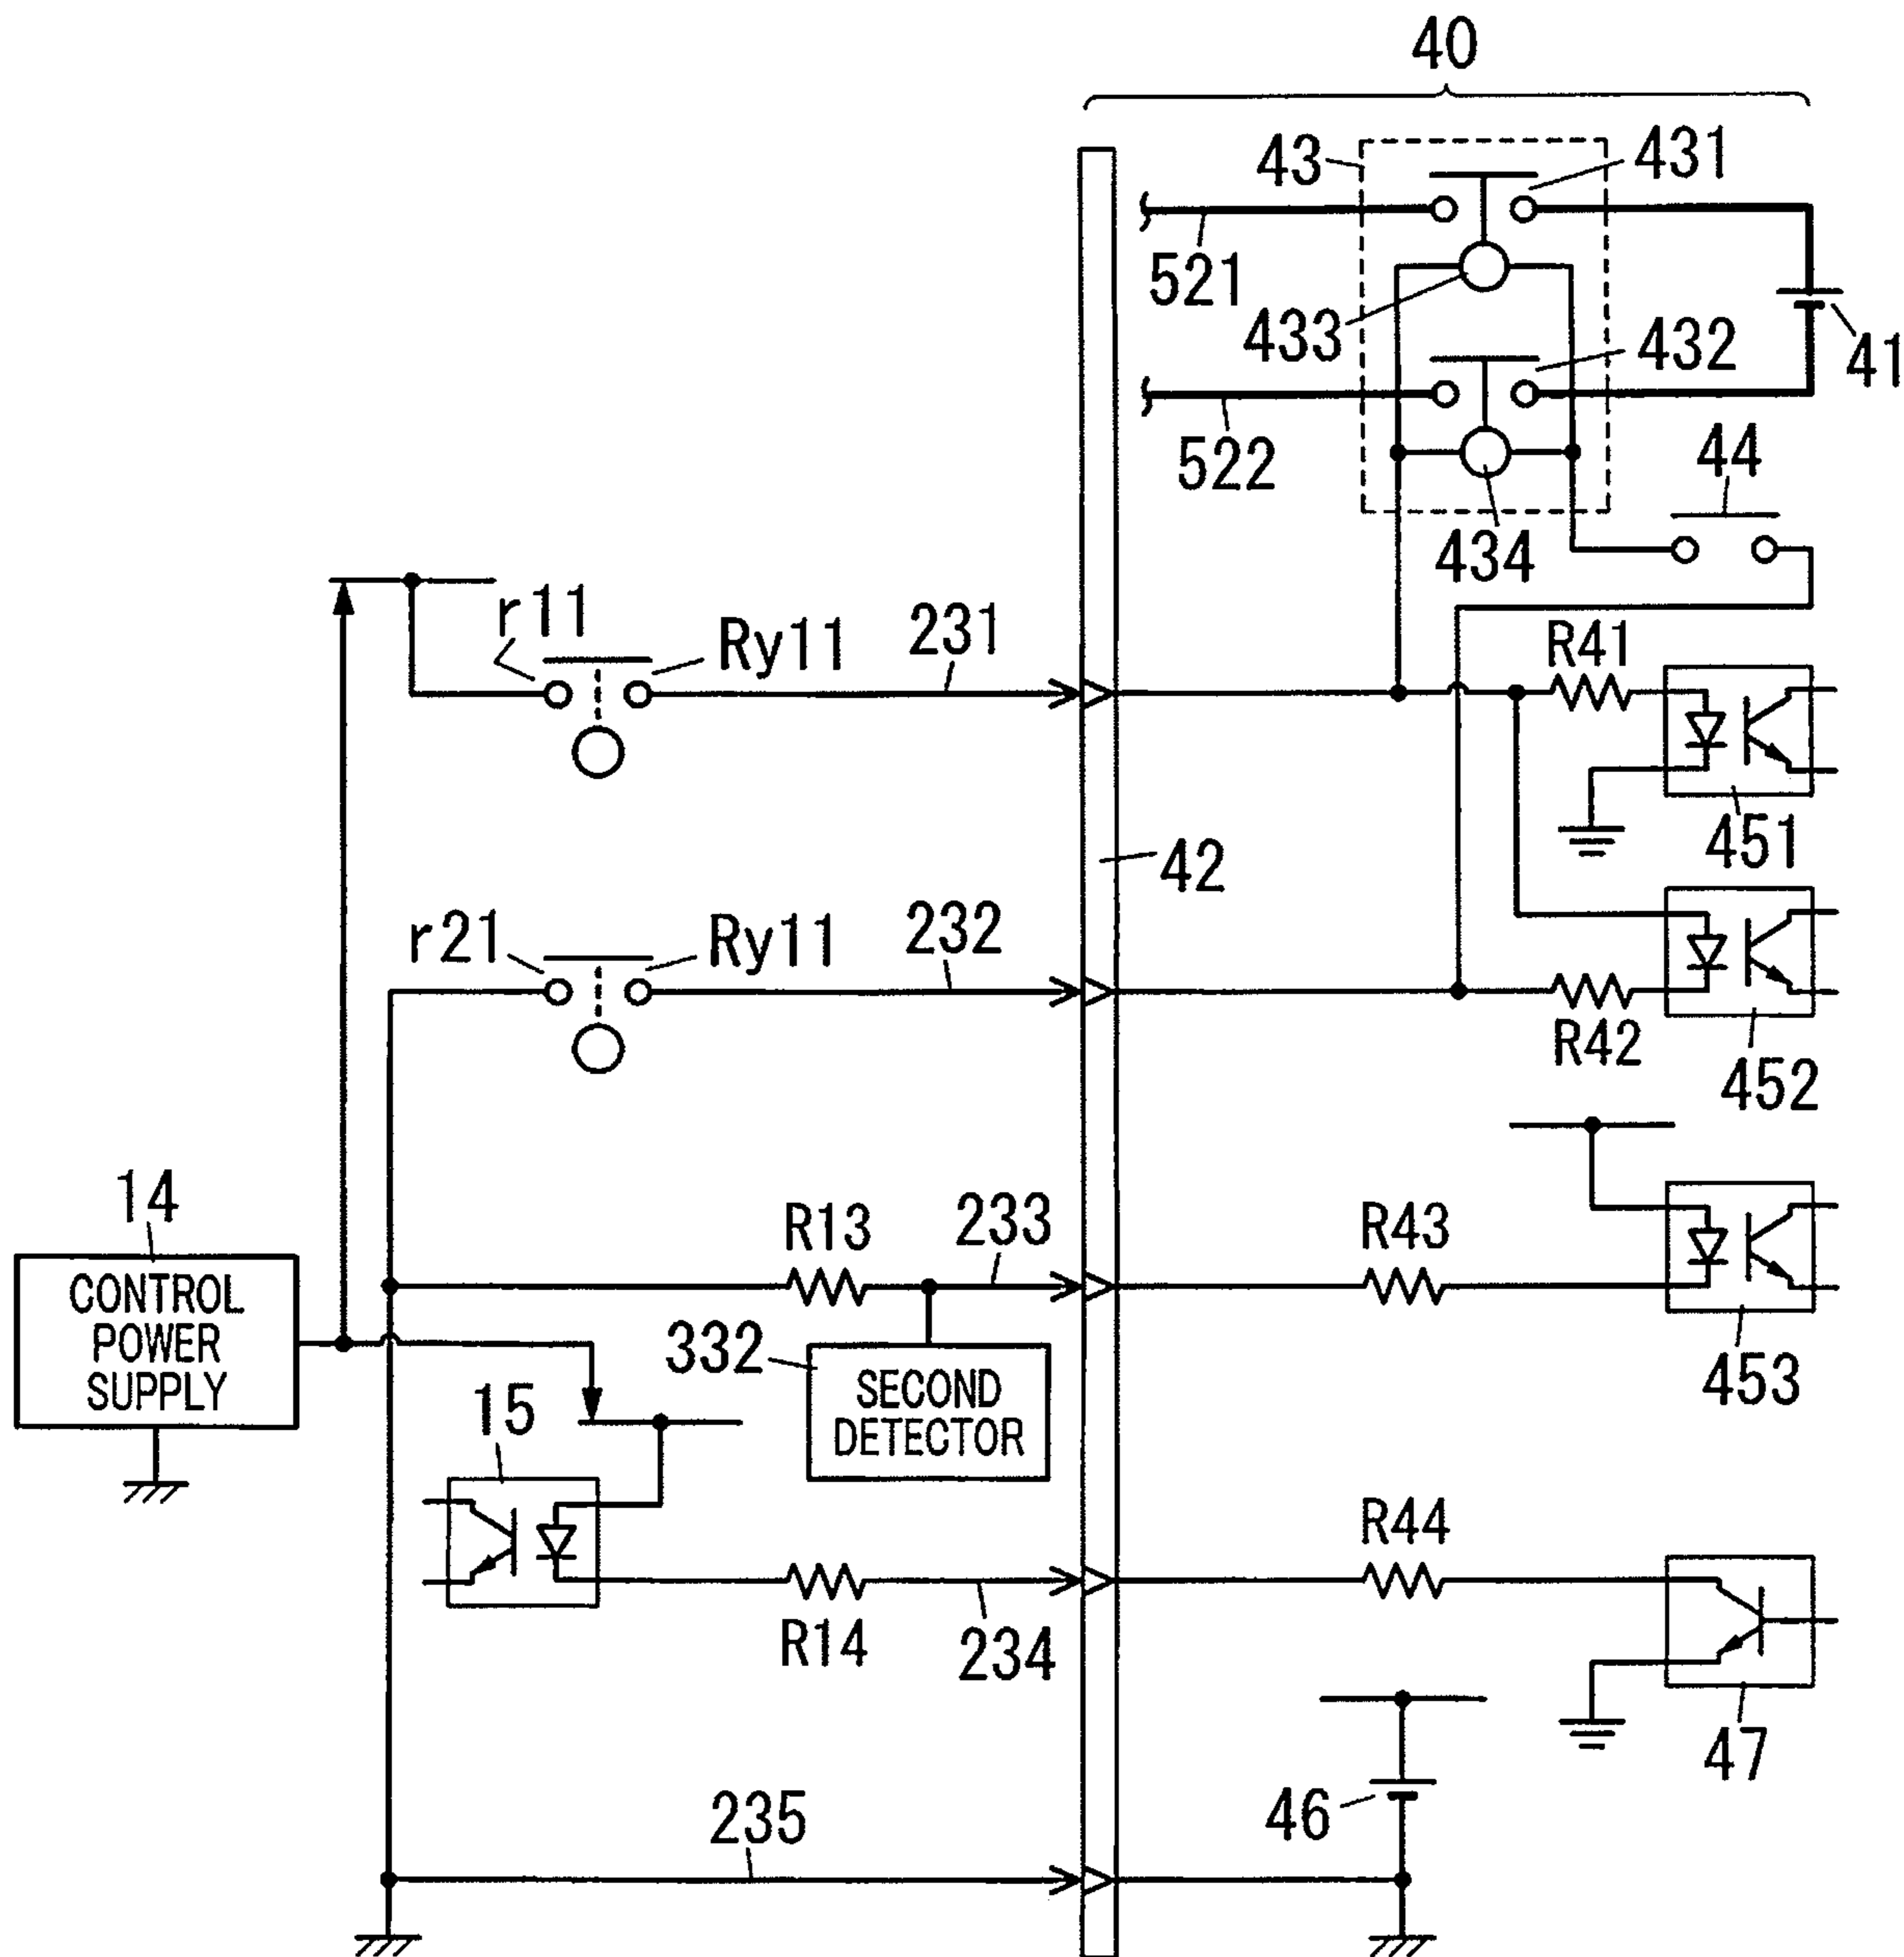 40
43
431
521
433
432
41
522
44
434
r11
Ry11
231
R41
451
42
r21
Ry11
232
R42
452
14
CONTROL
POWER
SUPPLY
R13
233
R43
332
SECOND
DETECTOR
453
15
R44
R14
234
47
46
235